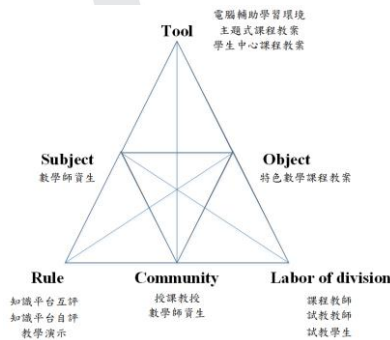 電腦輔助學習環境
主題式課程教案
學生中心課程教案
Tool
Subject
數學師資生
Object
特色數學課程教案
Rule
知識平台互評
知識平台自評
教學演示
Community
授課教授
數學師資生
Labor of division
課程教師
試教教師
試教學生